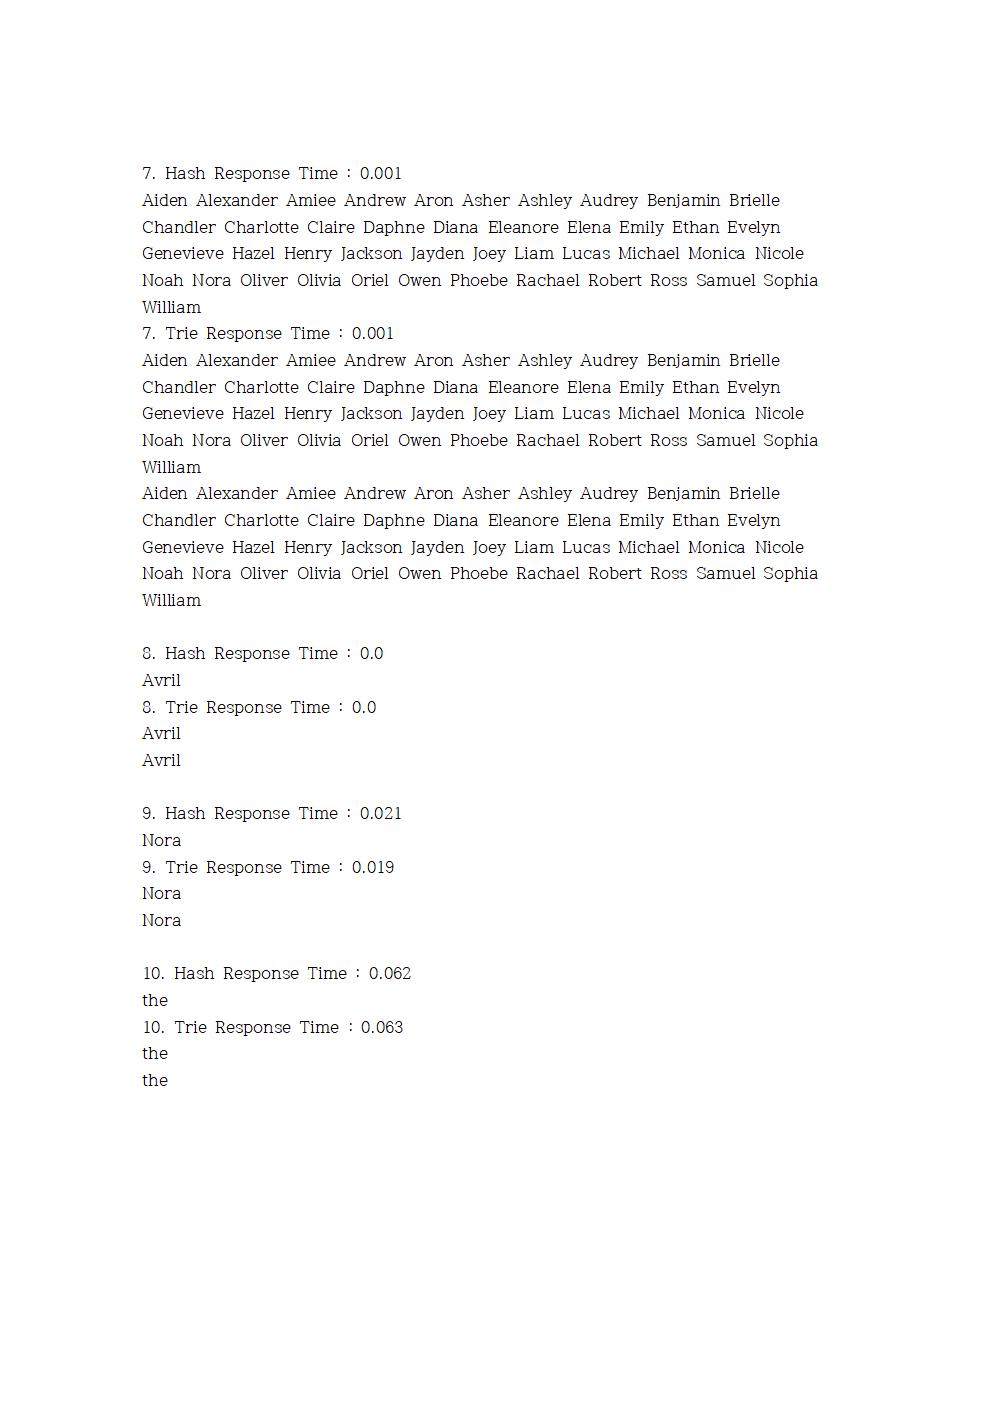 7. Hash Response Time : 0.001
Aiden Alexander Amiee Andrew Aron Asher Ashley Audrey Benjamin Brielle
Chandler Charlotte Claire Daphne Diana Eleanore Elena Emily Ethan Evelyn
Genevieve Hazel Henry Jackson Jayden Joey Liam Lucas Michael Monica Nicole
Noah Nora Oliver Olivia Oriel Owen Phoebe Rachael Robert Ross Samuel Sophia
William
7. Trie Response Time : 0.001
Aiden Alexander Amiee Andrew Aron Asher Ashley Audrey Benjamin Brielle
Chandler Charlotte Claire Daphne Diana Eleanore Elena Emily Ethan Evelyn
Genevieve Hazel Henry Jackson Jayden Joey Liam Lucas Michael Monica Nicole
Noah Nora Oliver Olivia Oriel Owen Phoebe Rachael Robert Ross Samuel Sophia
William
Aiden Alexander Amiee Andrew Aron Asher Ashley Audrey Benjamin Brielle
Chandler Charlotte Claire Daphne Diana Eleanore Elena Emily Ethan Evelyn
Genevieve Hazel Henry Jackson Jayden Joey Liam Lucas Michael Monica Nicole
Noah Nora Oliver Olivia Oriel Owen Phoebe Rachael Robert Ross Samuel Sophia
William
8. Hash Response Time : 0.0
Avril
8. Trie Response Time : 0.0
Avril
Avril
9. Hash Response Time : 0.021
Nora
9. Trie Response Time : 0.019
Nora
Nora
10. Hash Response Time : 0.062
the
10. Trie Response Time : 0.063
the
the